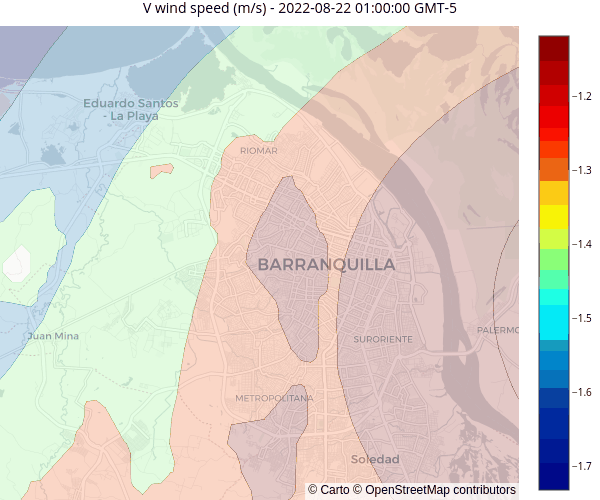 V wind speed (m/s) - 2022-08-22 01:00:00 GMT-5
Eduardo Santos
- La Playa
RIOMAR
BARRANQUILLA
Juan Mina
SURORIENTE
PALERMO
METROPOLITANA
Soledad
© Carto © OpenStreetMap contributors
−1.2
−1.3
−1.4
−1.5
−1.6
−1.7